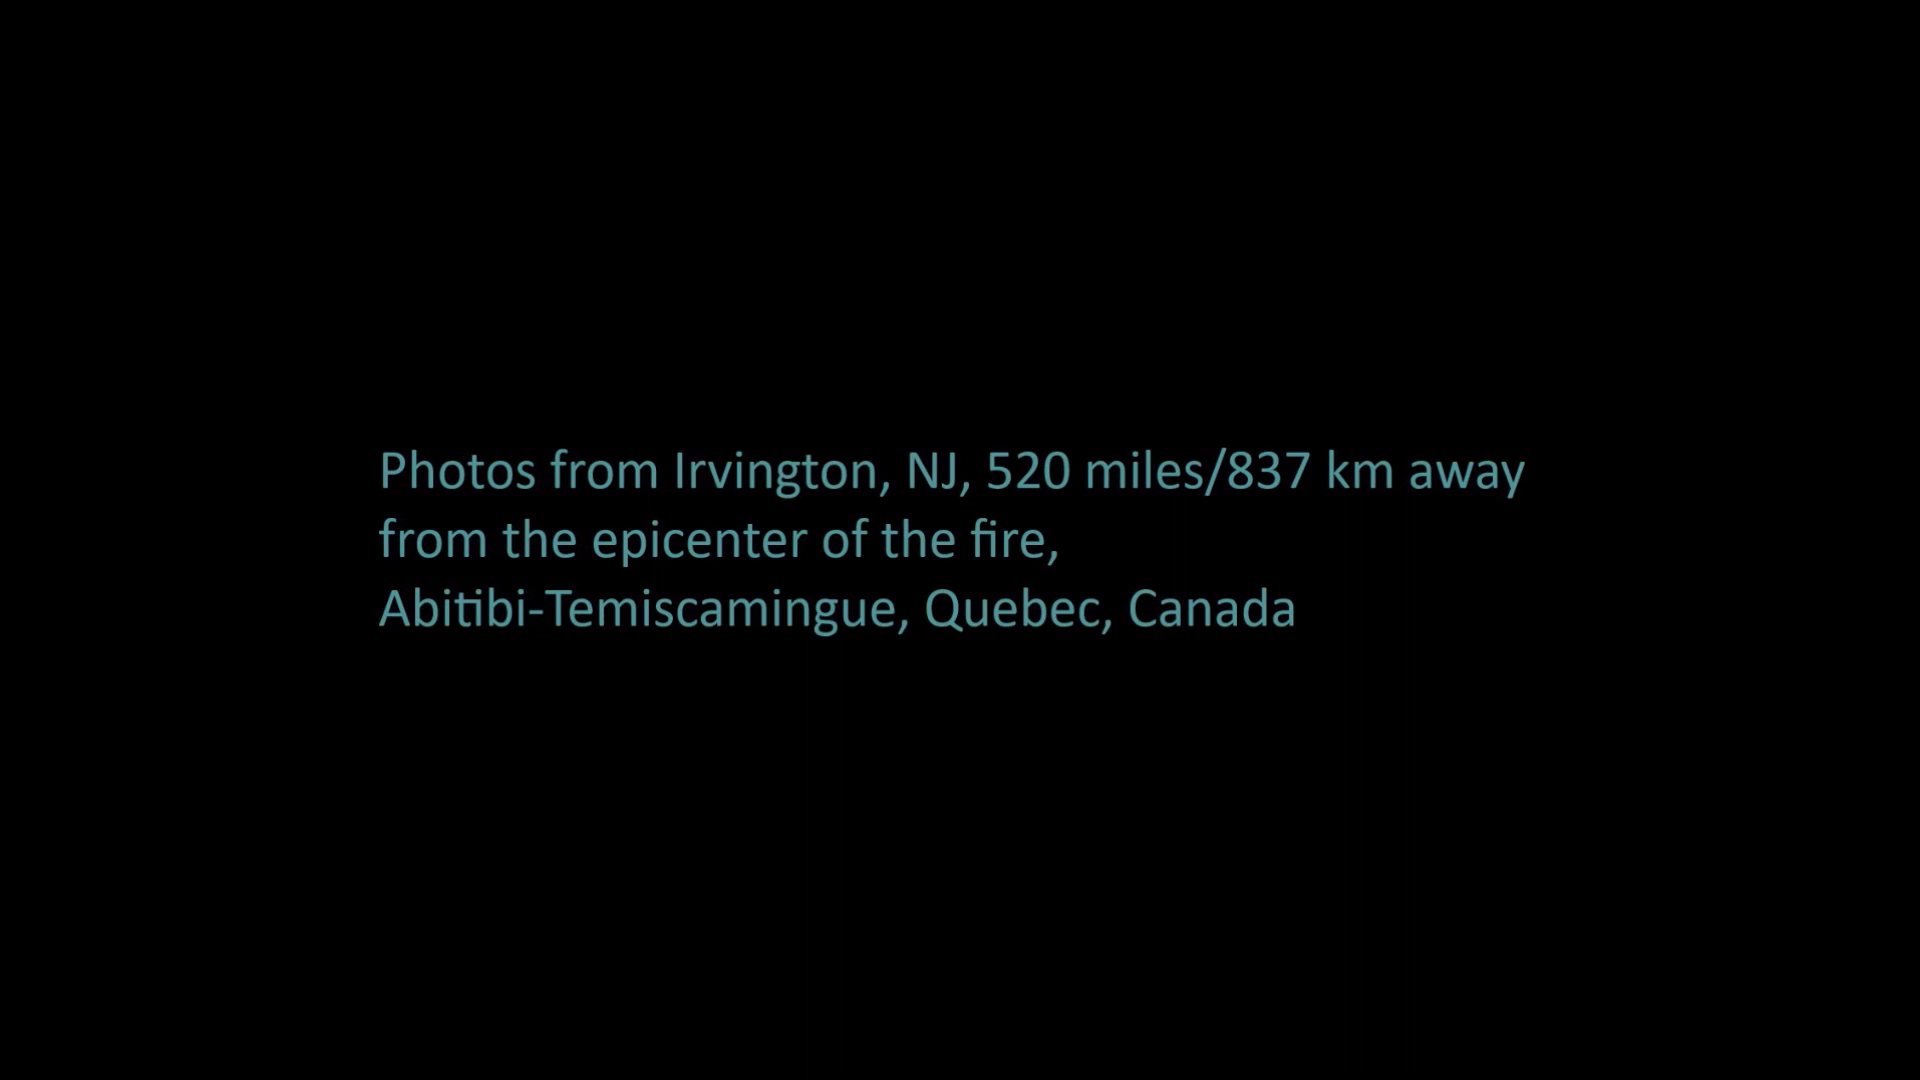 Photos from Irvington, NJ, 520 miles/837 km away
from the epicenter of the fire,
Abitibi-Temiscamingue, Quebec, Canada